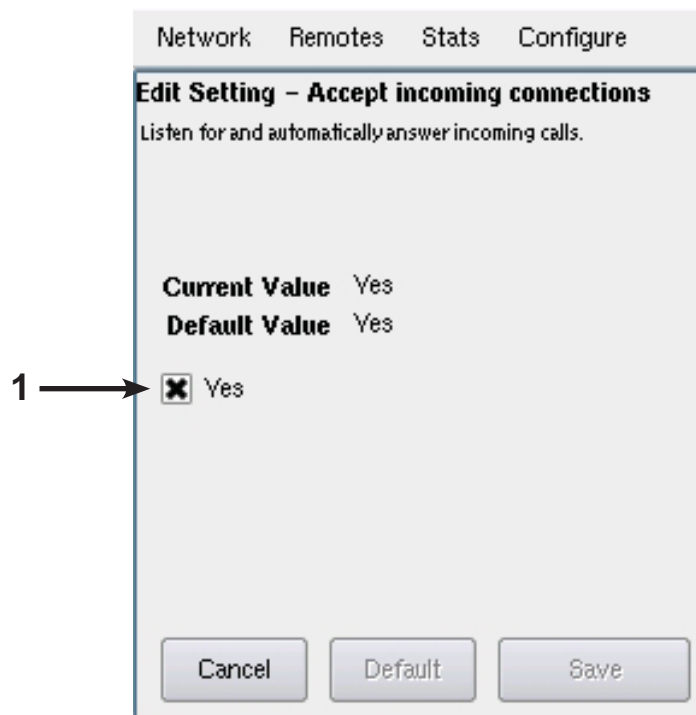 Network Remotes Stats Configure
Edit Setting – Accept incoming connections
Listen for and automatically answer incoming calls.
Current Value Yes
Default Value Yes
1 Yes
Cancel Default Save